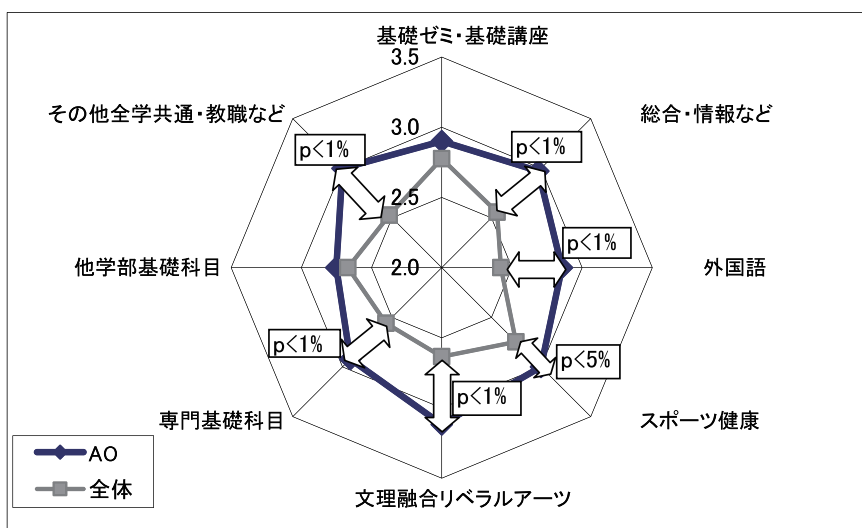 基礎ゼミ・基礎講座
3.5
その他全学共通・教職など
総合・情報など
3.0
p<1%
p<1%
2.5
p<1%
他学部基礎科目
2.0
外国語
p<1%
p<5%
p<1%
専門基礎科目
スポーツ健康
AO
全体
文理融合リベラルアーツ